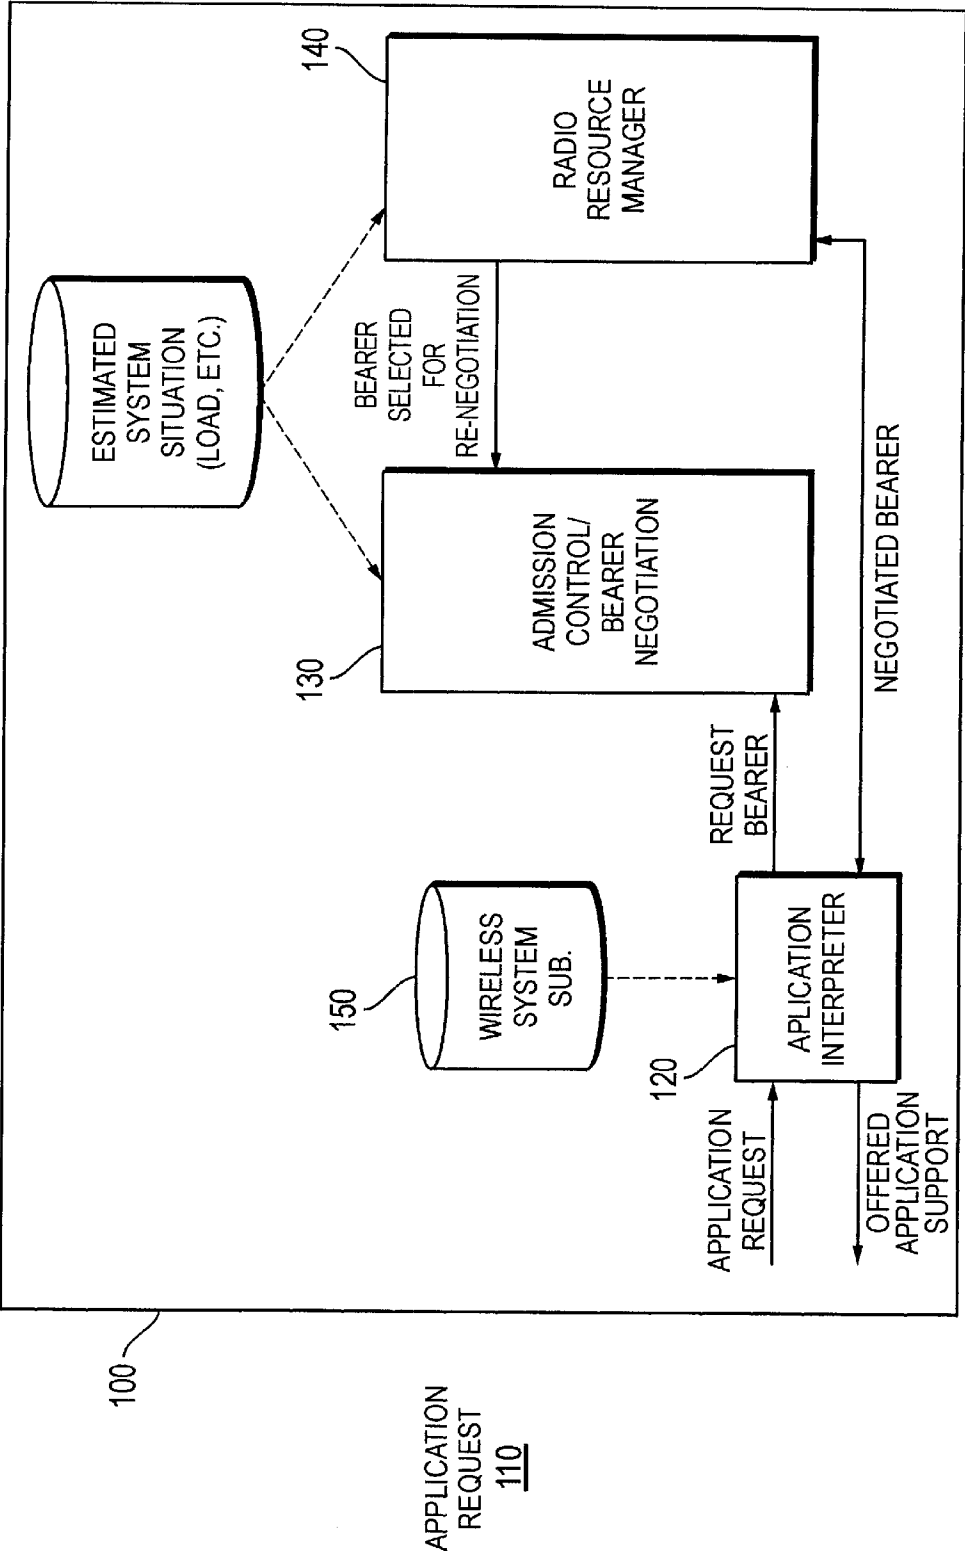 100
APPLICATION
REQUEST
110
150
WIRELESS
SYSTEM
SUB.
ESTIMATED
SYSTEM
SITUATION
(LOAD, ETC.)
APPLICATION
REQUEST
OFFERED
APPLICATION
SUPPORT
120
APLICATION
INTERPRETER
REQUEST
BEARER
130
ADMISSION
CONTROL/
BEARER
NEGOTIATION
BEARER
SELECTED
FOR
RE-NEGOTIATION
140
RADIO
RESOURCE
MANAGER
NEGOTIATED BEARER